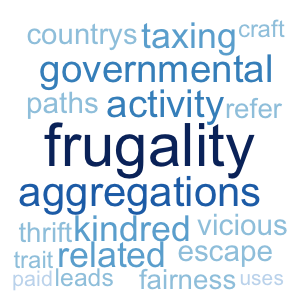 countrys taxing craft
governmental
paths activity refer
frugality
aggregations
thrift kindred vicious
trait related escape
paid leads fairness uses